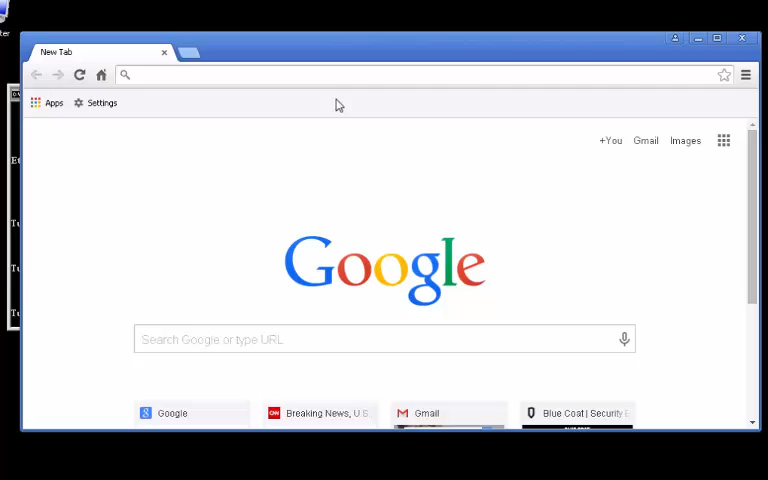 ter
New Tab
Apps Settings
+You Gmail Images
Google
Search Google or type URL
Google
Breaking News, U.S.
Gmail
Blue Coat | Security